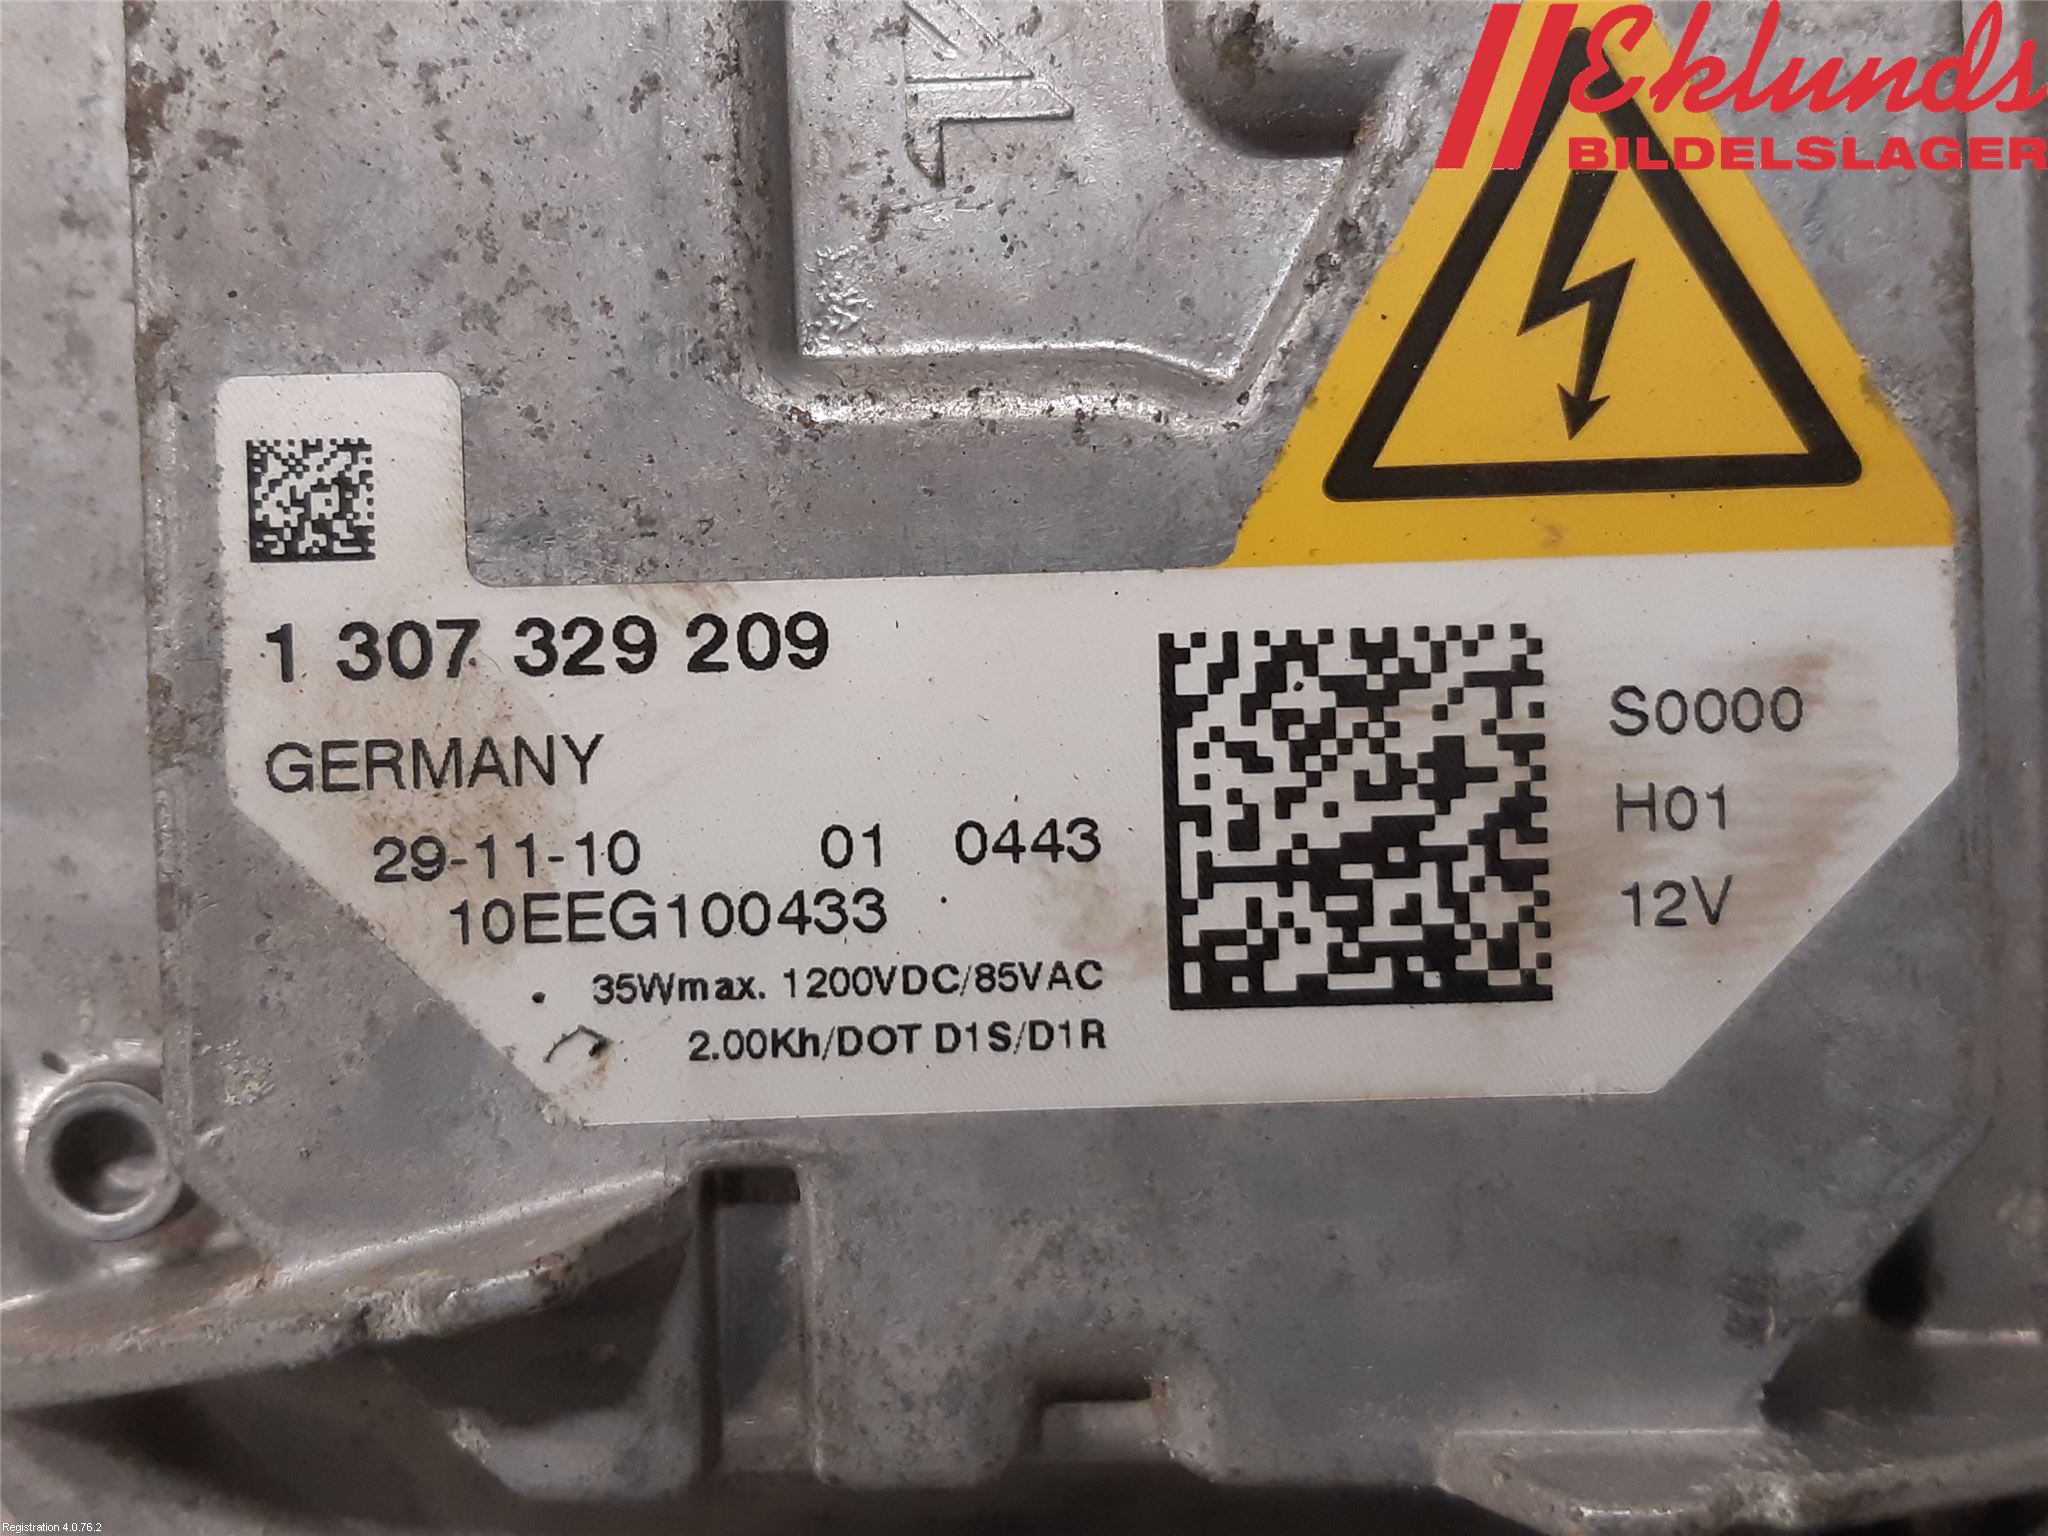 Eklunds
BILDELSLAGER
1 307 329 209
GERMANY
29-11-10 01 0443
10EEG100433
35Wmax. 1200VDC/85VAC
2.00Kh/DOT D1S/D1R
S0000
H01
12V
Registration 4.0.76.2